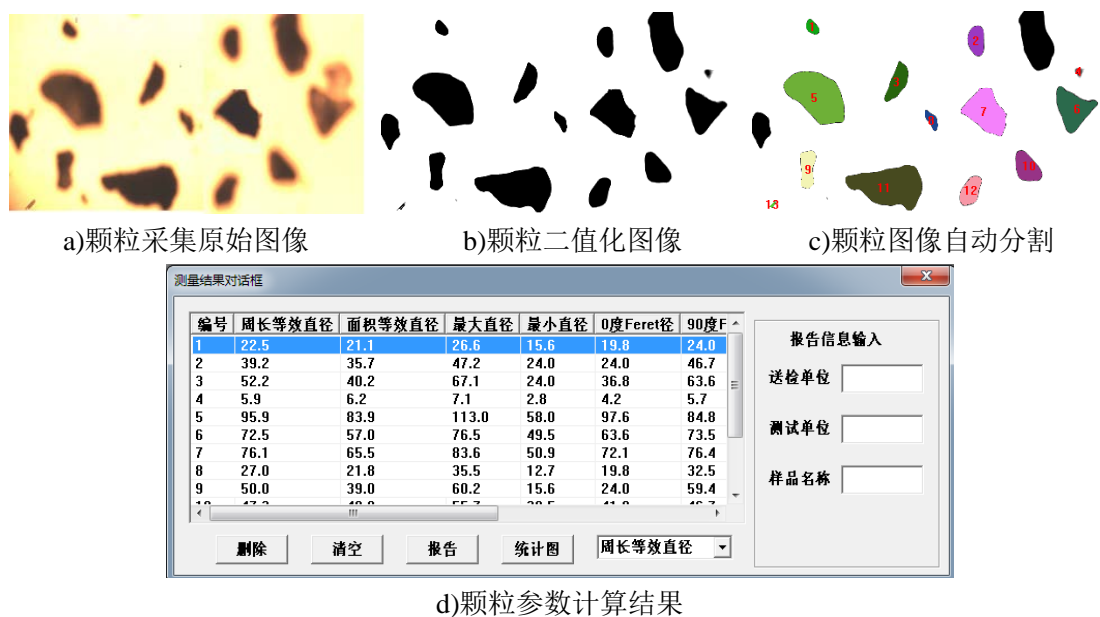 1
2
3
4
5
6
7
8
9
10
11
12
13
a)颗粒采集原始图像 b)颗粒二值化图像 c)颗粒图像自动分割
测量结果对话框
编号 周长等效直径 面积等效直径 最大直径 最小直径 0度Feret径 90度F
1 22.5 21.1 26.6 15.6 19.8 24.0
2 39.2 35.7 47.2 24.0 24.0 46.7
3 52.2 40.2 67.1 24.0 36.8 63.6
4 5.9 6.2 7.1 2.8 4.2 5.7
5 95.9 83.9 113.0 58.0 97.6 84.8
6 72.5 57.0 76.5 49.5 63.6 73.5
7 76.1 65.5 83.6 50.9 72.1 76.4
8 27.0 21.8 35.5 12.7 19.8 32.5
9 50.0 39.0 60.2 15.6 24.0 59.4
报告信息输入
送检单位
测试单位
样品名称
删除 清空 报告 统计图 周长等效直径
d)颗粒参数计算结果